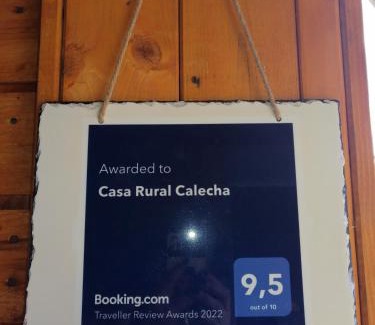 Awarded to
Casa Rural Calecha
9,5
out of 10
Booking.com
Traveller Review Awards 2022